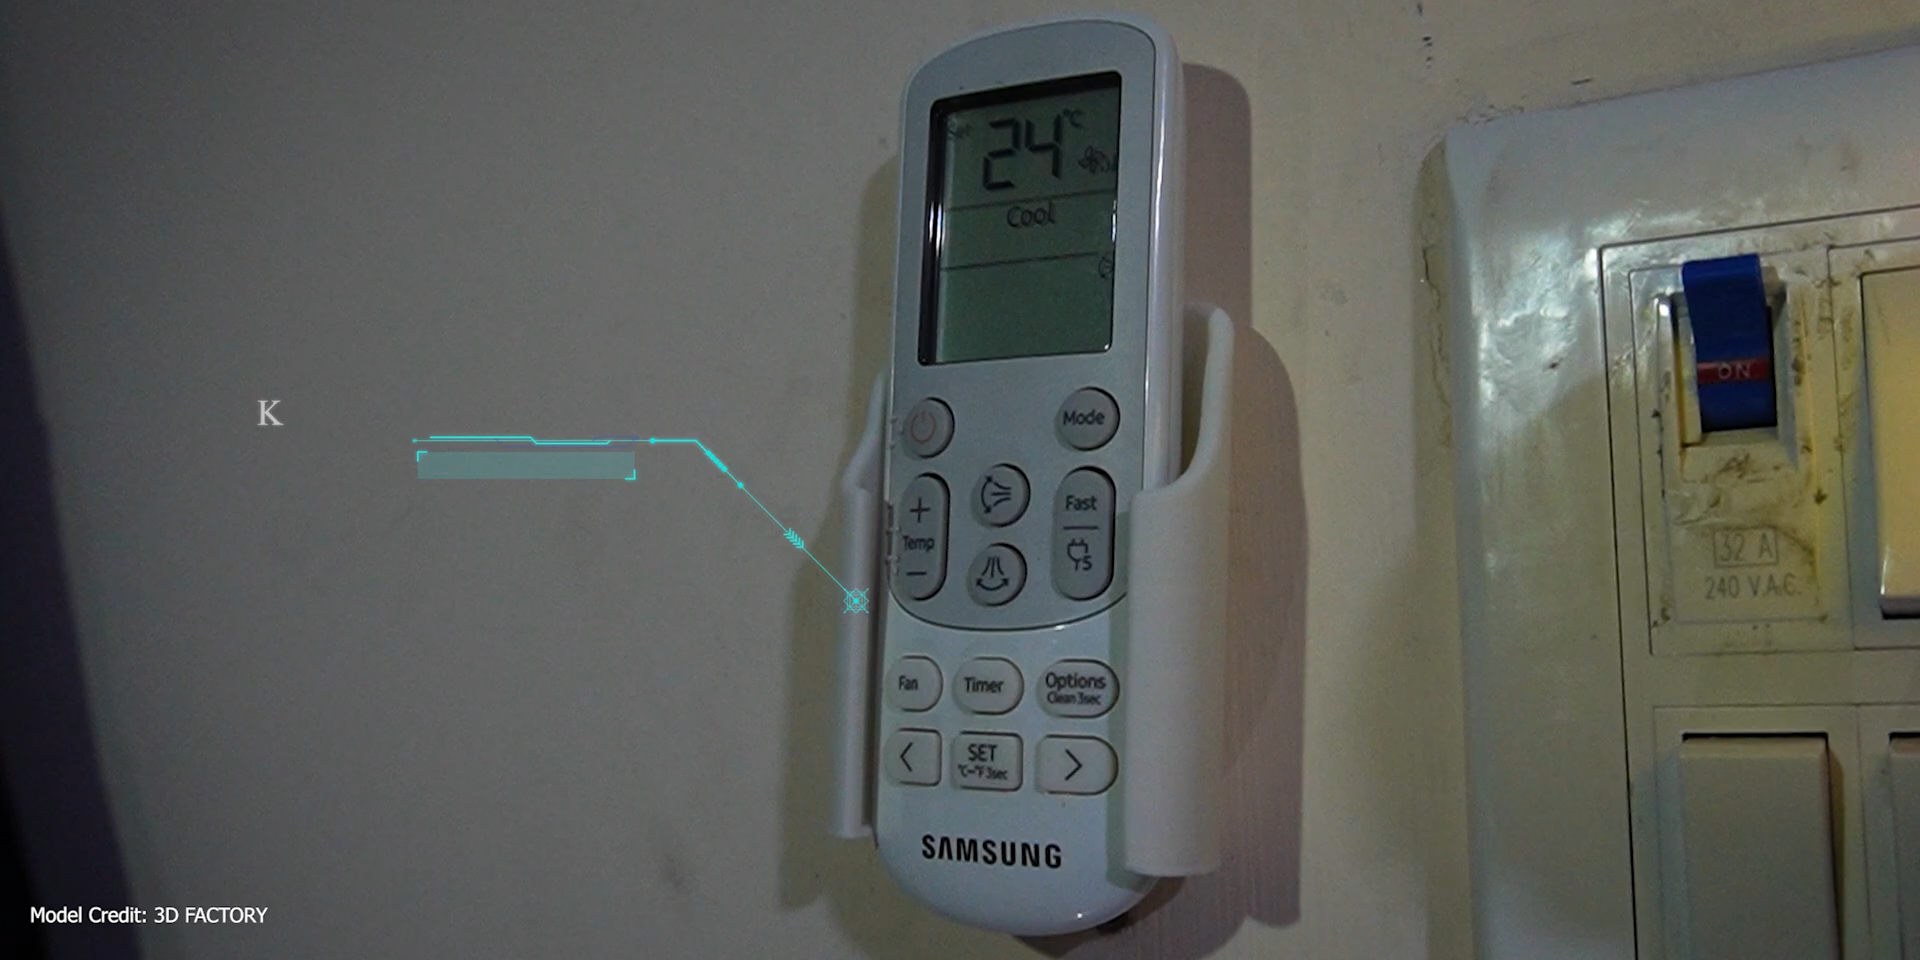 Set 24 °C
Cool
Mode
+
Temp
-
Fast
S
Fan
Timer
Options
Clean 3sec
<
SET
°C↔°F 3sec
>
SAMSUNG
ON
32 A
240 V.A.C.
K
Model Credit: 3D FACTORY